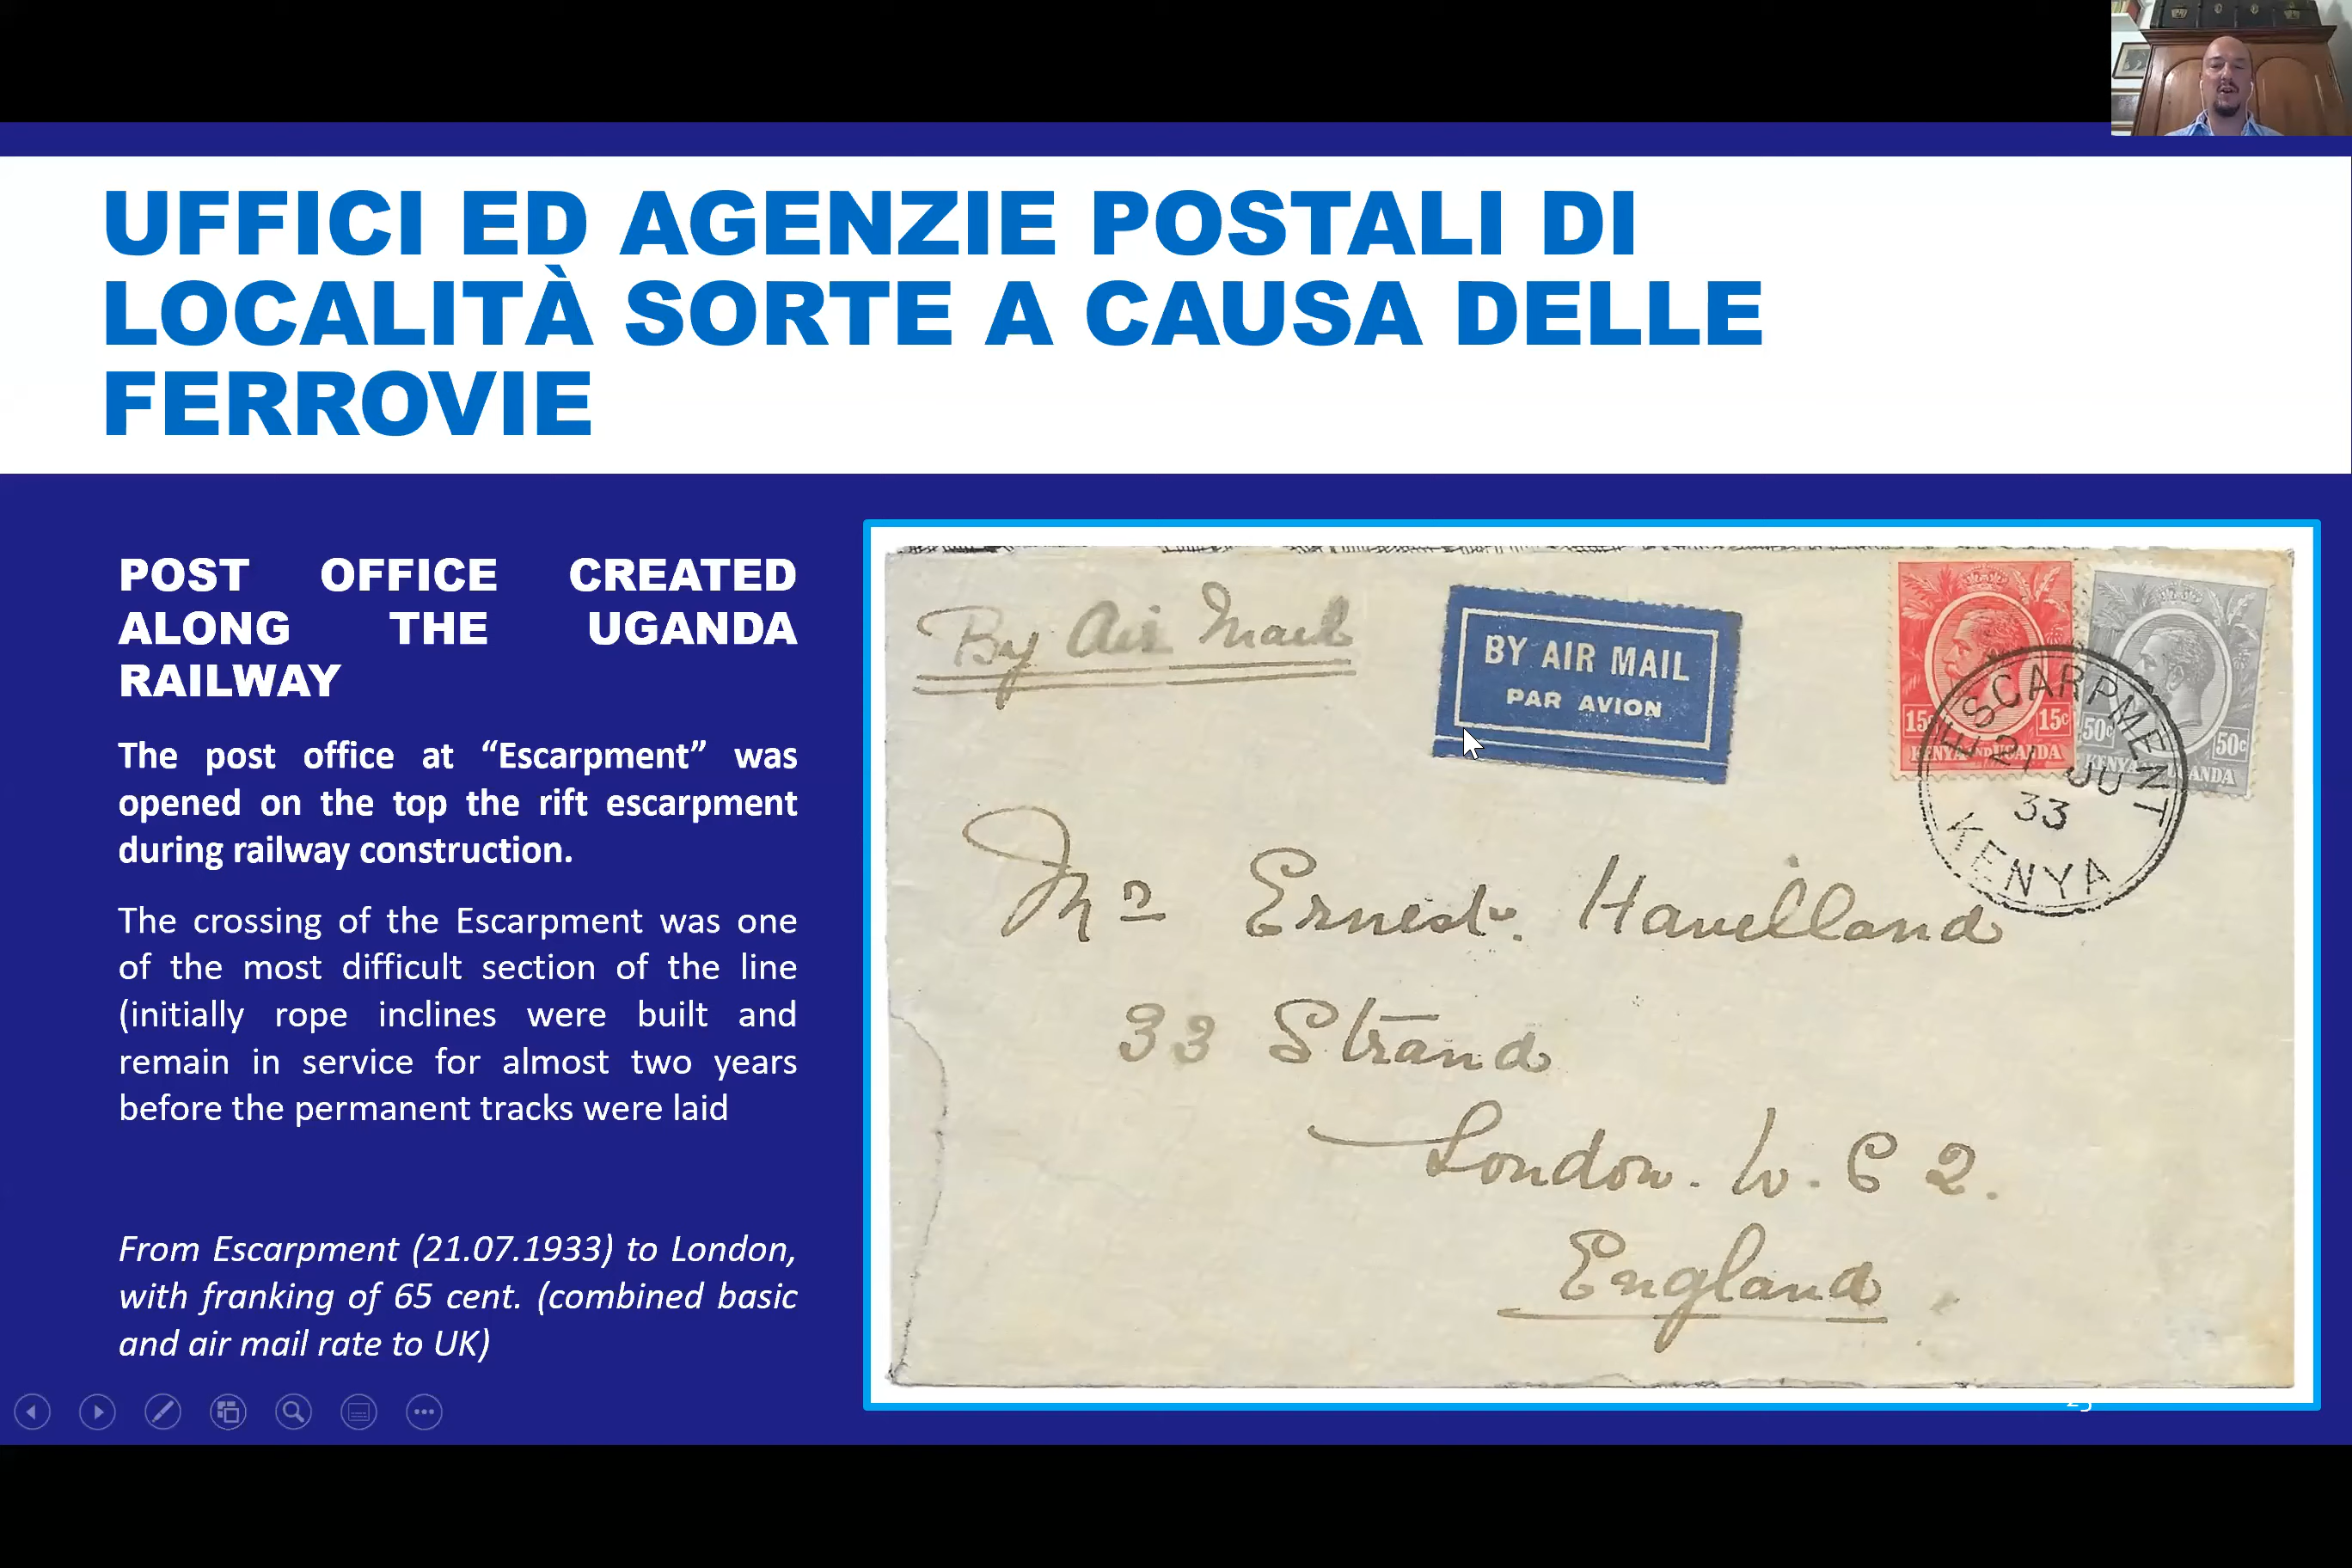 UFFICI ED AGENZIE POSTALI DI
LOCALITÀ SORTE A CAUSA DELLE
FERROVIE
POST OFFICE CREATED
ALONG THE UGANDA
RAILWAY
The post office at “Escarpment” was
opened on the top the rift escarpment
during railway construction.
The crossing of the Escarpment was one
of the most difficult section of the line
(initially rope inclines were built and
remain in service for almost two years
before the permanent tracks were laid
From Escarpment (21.07.1933) to London,
with franking of 65 cent. (combined basic
and air mail rate to UK)
By Air Mail
BY AIR MAIL
PAR AVION
15c 15c
KENYA AND UGANDA
50c 50c
KENYA UGANDA
ESCARPMENT
21 JU
33
KENYA
Mr Ernest. Havilland
33 Strand
London. W. C 2.
England